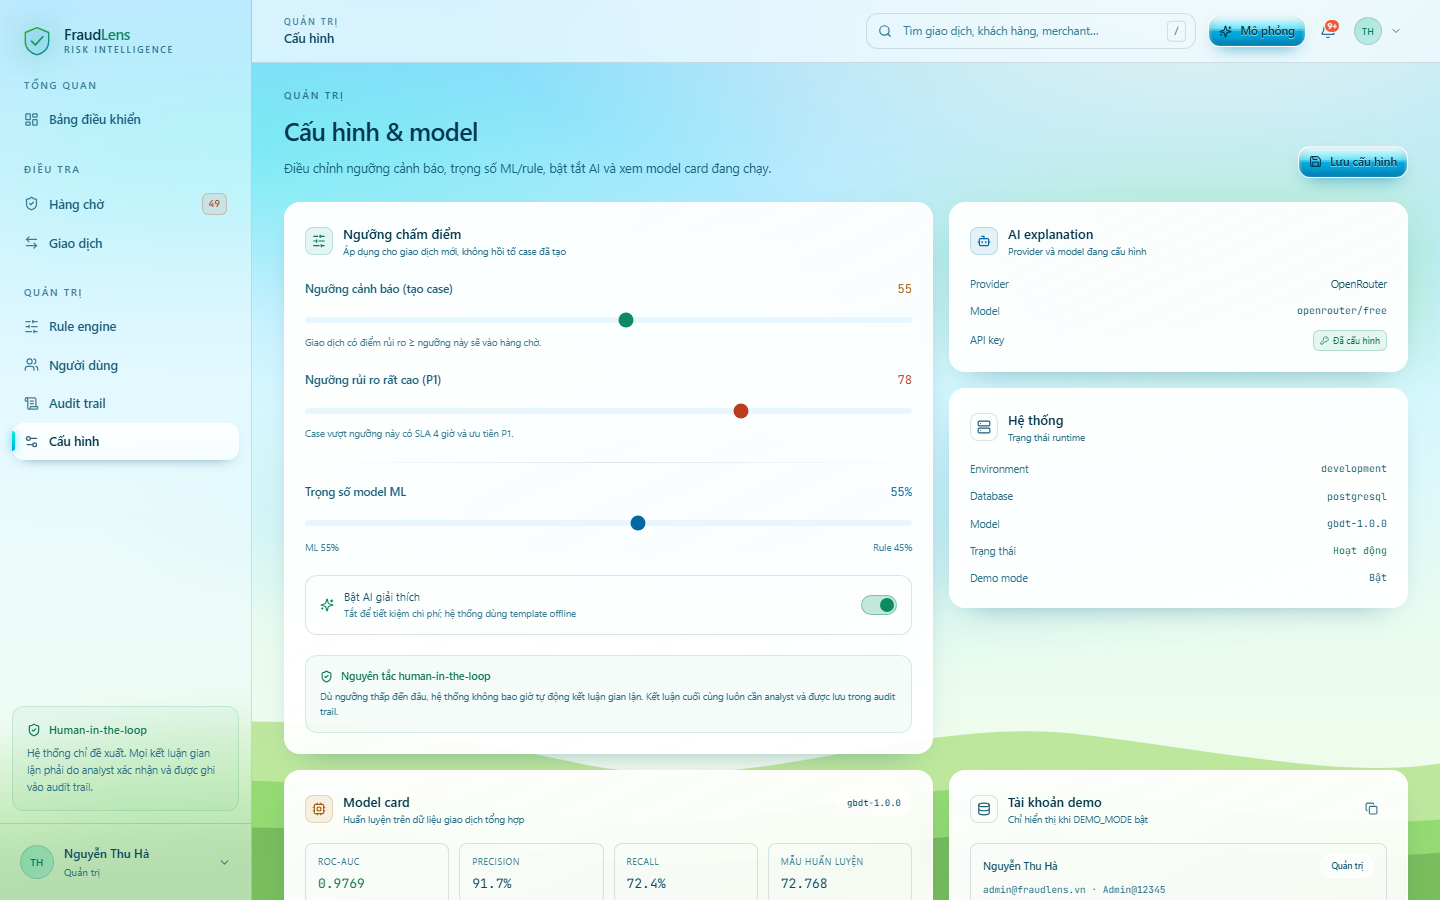 FraudLens
RISK INTELLIGENCE
TỔNG QUAN
Bảng điều khiển
ĐIỀU TRA
Hàng chờ
49
Giao dịch
QUẢN TRỊ
Rule engine
Người dùng
Audit trail
Cấu hình
Human-in-the-loop
Hệ thống chỉ đề xuất. Mọi kết luận gian
lận phải do analyst xác nhận và được ghi
vào audit trail.
TH
Nguyễn Thu Hà
Quản trị
QUẢN TRỊ
Cấu hình
Tìm giao dịch, khách hàng, merchant...
/
Mô phỏng
9+
TH
QUẢN TRỊ
Cấu hình & model
Điều chỉnh ngưỡng cảnh báo, trọng số ML/rule, bật tắt AI và xem model card đang chạy.
Lưu cấu hình
Ngưỡng chấm điểm
Áp dụng cho giao dịch mới, không hồi tố case đã tạo
Ngưỡng cảnh báo (tạo case)
55
Giao dịch có điểm rủi ro ≥ ngưỡng này sẽ vào hàng chờ.
Ngưỡng rủi ro rất cao (P1)
78
Case vượt ngưỡng này có SLA 4 giờ và ưu tiên P1.
Trọng số model ML
55%
ML 55%
Rule 45%
Bật AI giải thích
Tắt để tiết kiệm chi phí; hệ thống dùng template offline
Nguyên tắc human-in-the-loop
Dù ngưỡng thấp đến đâu, hệ thống không bao giờ tự động kết luận gian lận. Kết luận cuối cùng luôn cần analyst và được lưu trong audit
trail.
AI explanation
Provider và model đang cấu hình
Provider
OpenRouter
Model
openrouter/free
API key
Đã cấu hình
Hệ thống
Trạng thái runtime
Environment
development
Database
postgresql
Model
gbdt-1.0.0
Trạng thái
Hoạt động
Demo mode
Bật
Model card
Huấn luyện trên dữ liệu giao dịch tổng hợp
gbdt-1.0.0
ROC-AUC
0.9769
PRECISION
91.7%
RECALL
72.4%
MẪU HUẤN LUYỆN
72.768
Tài khoản demo
Chỉ hiển thị khi DEMO_MODE bật
Nguyễn Thu Hà
Quản trị
admin@fraudlens.vn · Admin@12345